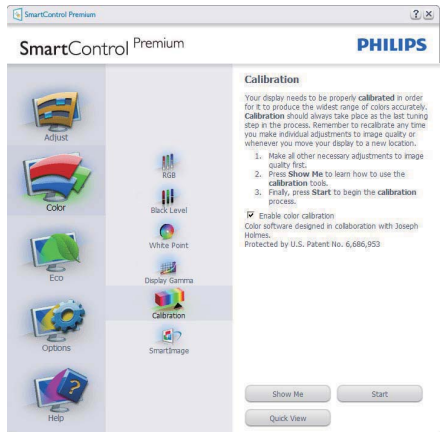 SmartControl Premium
? X
SmartControl Premium
PHILIPS
Adjust
Color
Eco
Options
Help
RGB
Black Level
White Point
Display Gamma
Calibration
SmartImage
Calibration
Your display needs to be properly calibrated in order
for it to produce the widest range of colors accurately.
Calibration should always take place as the last tuning
step in the process. Remember to recalibrate any time
you make individual adjustments to image quality or
whenever you move your display to a new location.
1. Make all other necessary adjustments to image
quality first.
2. Press Show Me to learn how to use the
calibration tools.
3. Finally, press Start to begin the calibration
process.
Enable color calibration
Color software designed in collaboration with Joseph
Holmes.
Protected by U.S. Patent No. 6,686,953
Show Me
Start
Quick View